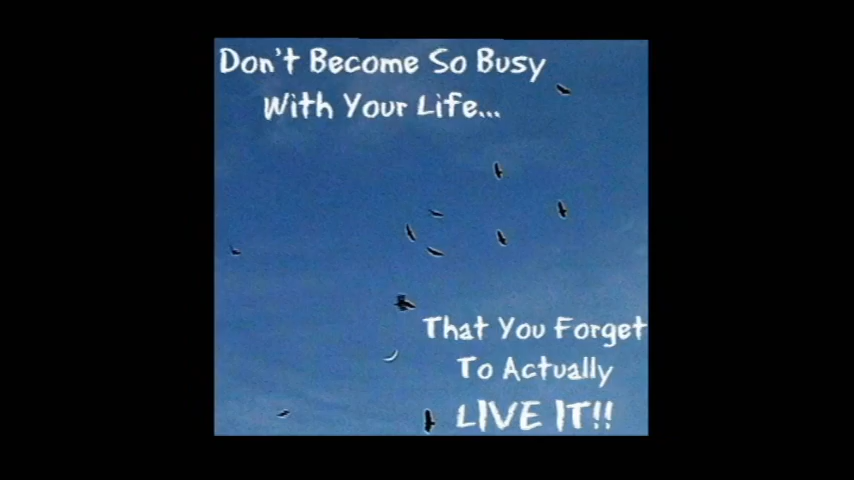 Don't Become So Busy
With Your Life...
That You Forget
To Actually
LIVE IT!!